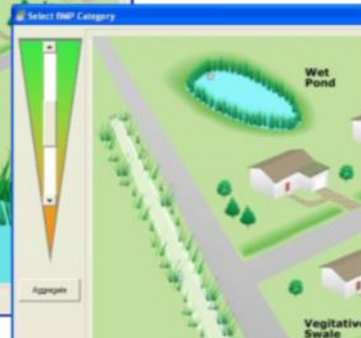 Select BMP Category
Wet
Pond
Aggregate
Vegitative
Swale